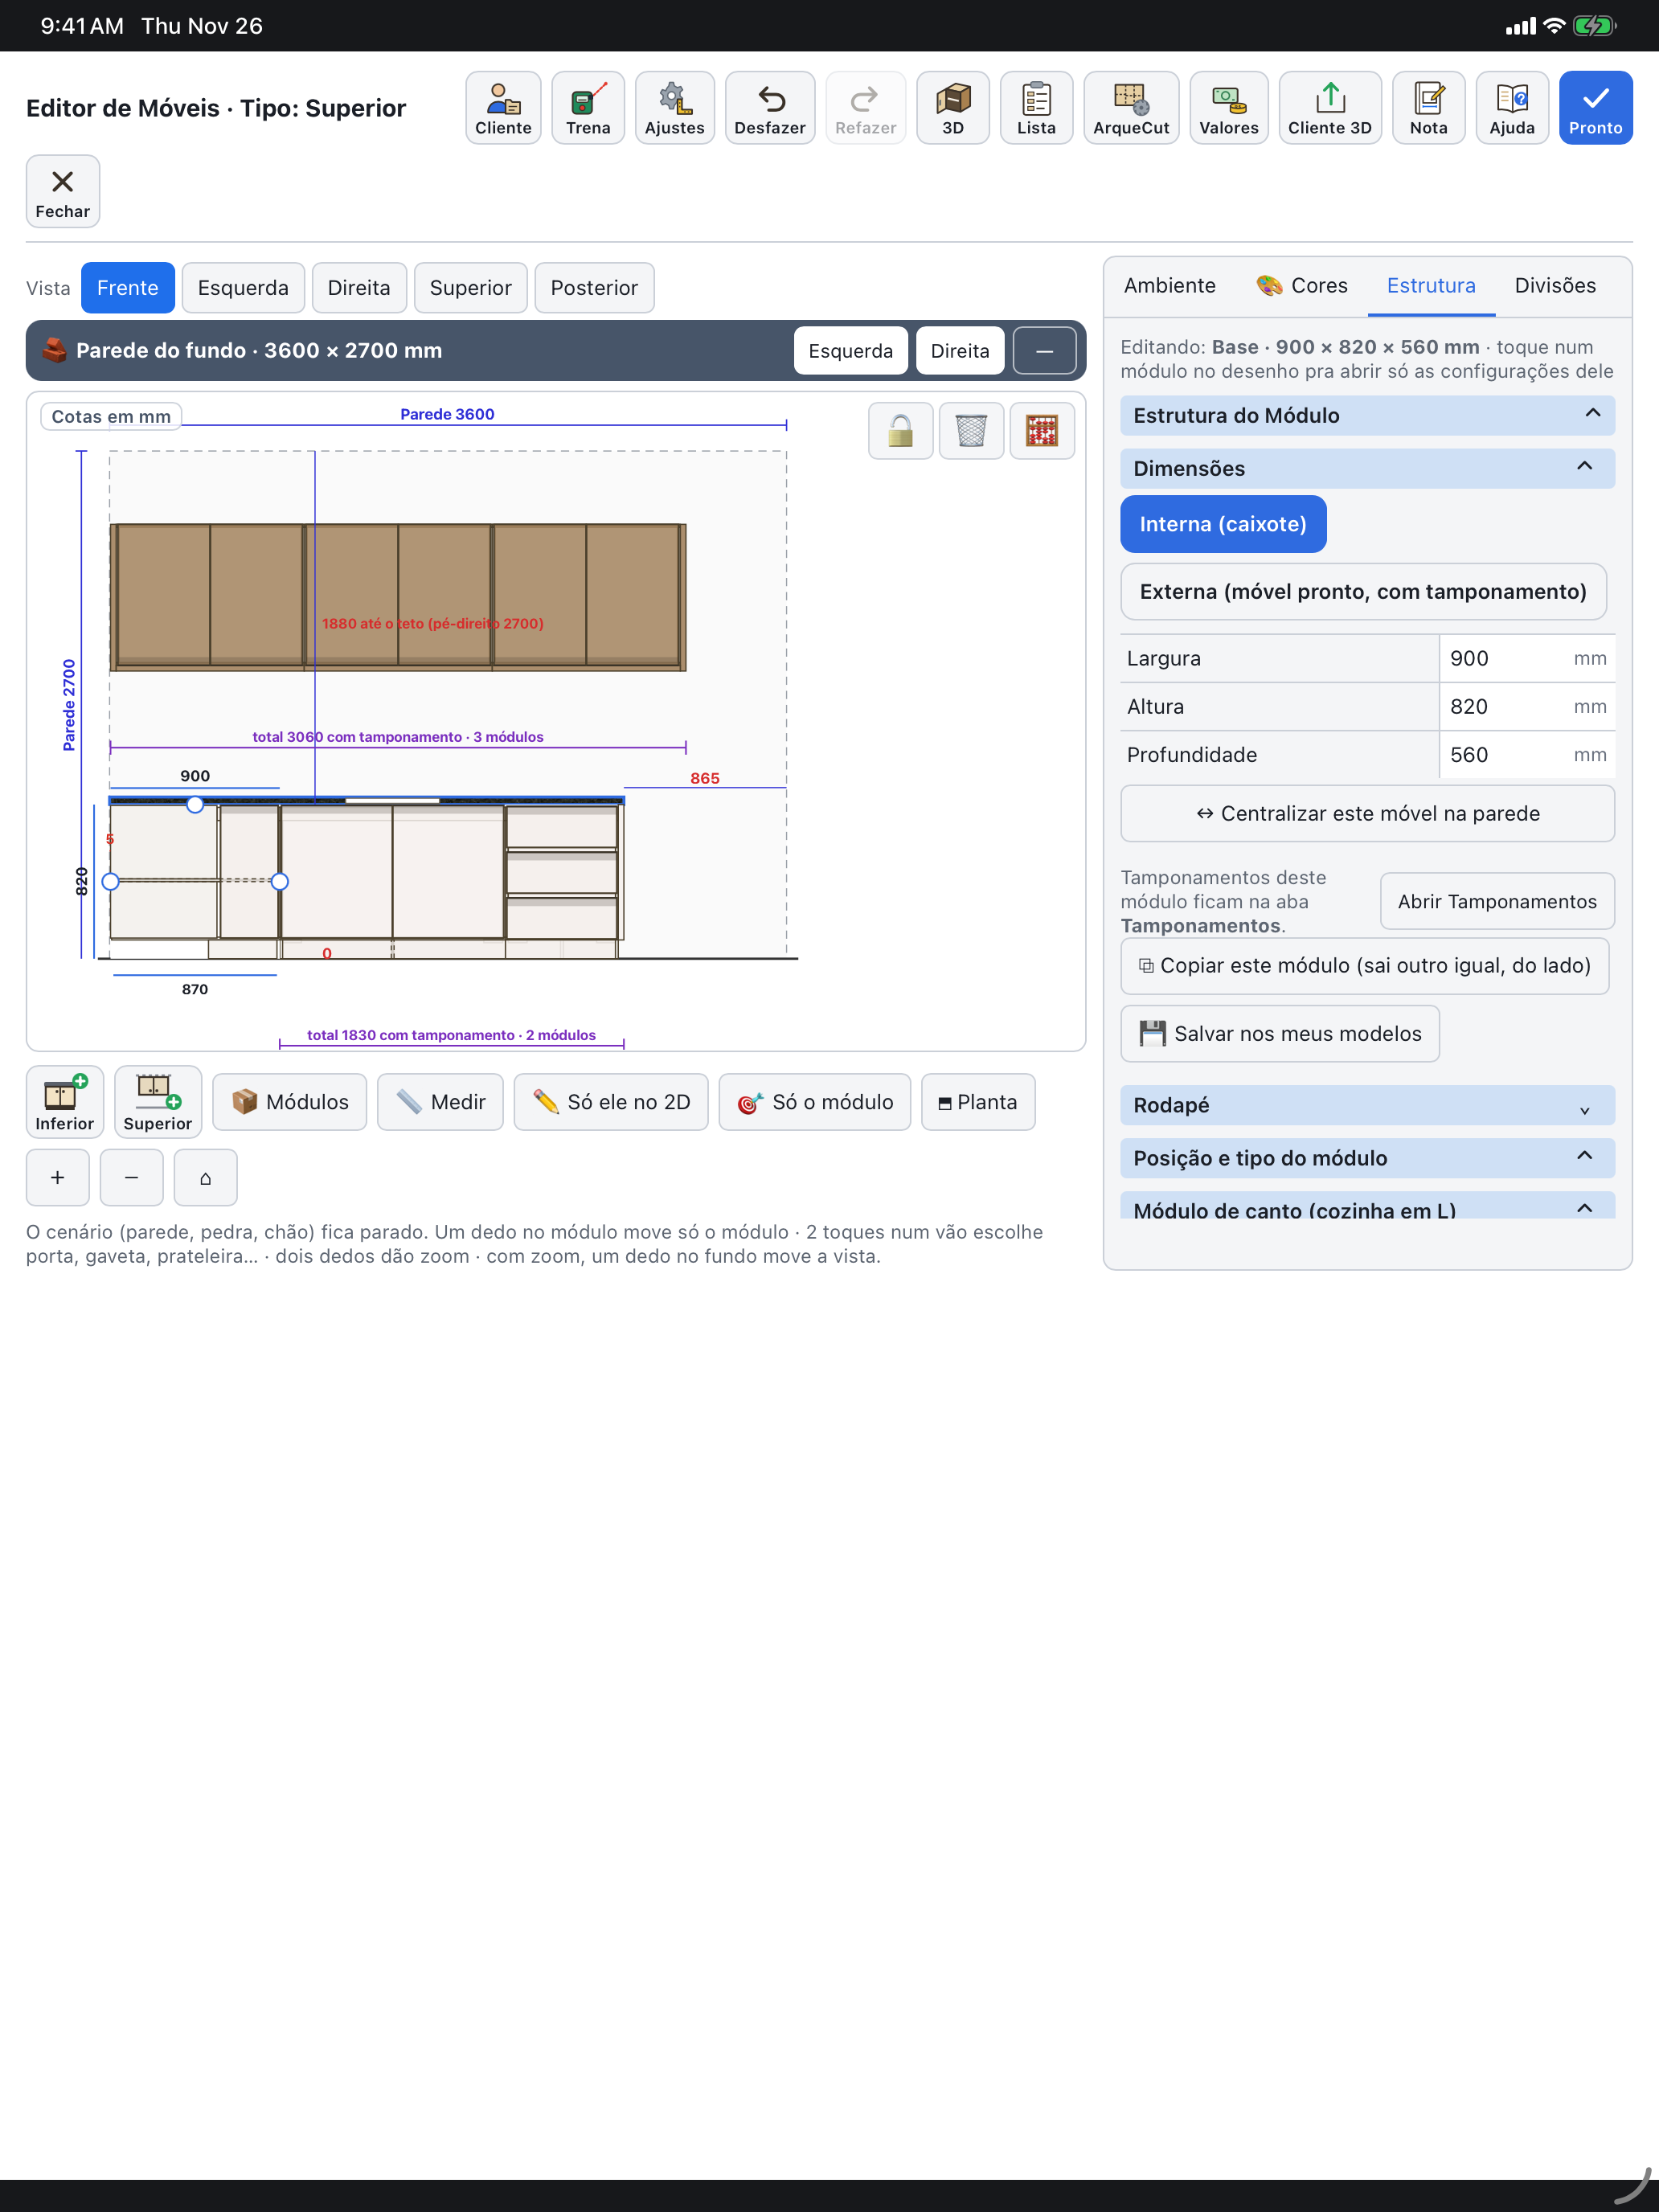 9:41 AM Thu Nov 26
Editor de Móveis · Tipo: Superior
Cliente
Trena
Ajustes
Desfazer
Refazer
3D
Lista
ArqueCut
Valores
Cliente 3D
Nota
Ajuda
Pronto
Fechar
Vista
Frente
Esquerda
Direita
Superior
Posterior
Parede do fundo · 3600 × 2700 mm
Esquerda
Direita
—
Cotas em mm
Parede 3600
Parede 2700
1880 até o teto (pé-direito 2700)
total 3060 com tamponamento · 3 módulos
900
865
5
820
0
870
total 1830 com tamponamento · 2 módulos
Inferior
Superior
Módulos
Medir
Só ele no 2D
Só o módulo
Planta
+
−
O cenário (parede, pedra, chão) fica parado. Um dedo no módulo move só o módulo · 2 toques num vão escolhe
porta, gaveta, prateleira... · dois dedos dão zoom · com zoom, um dedo no fundo move a vista.
Ambiente
Cores
Estrutura
Divisões
Editando: Base · 900 × 820 × 560 mm · toque num
módulo no desenho pra abrir só as configurações dele
Estrutura do Módulo
Dimensões
Interna (caixote)
Externa (móvel pronto, com tamponamento)
Largura 900 mm
Altura 820 mm
Profundidade 560 mm
↔ Centralizar este móvel na parede
Tamponamentos deste
módulo ficam na aba
Tamponamentos.
Abrir Tamponamentos
Copiar este módulo (sai outro igual, do lado)
Salvar nos meus modelos
Rodapé
Posição e tipo do módulo
Módulo de canto (cozinha em L)